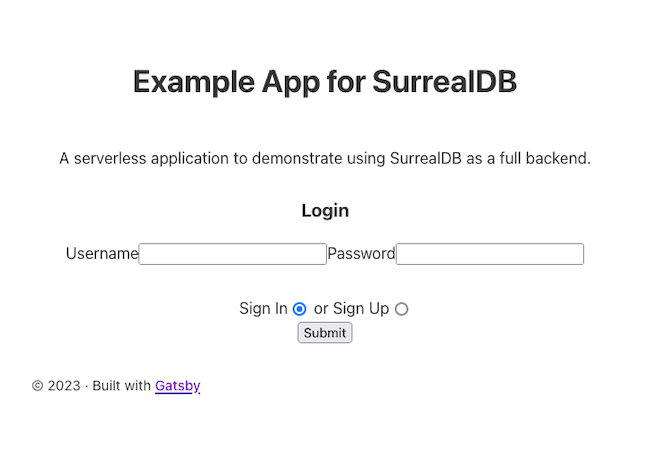 Example App for SurrealDB
A serverless application to demonstrate using SurrealDB as a full backend.
Login
Username Password
Sign In or Sign Up
Submit
© 2023 · Built with Gatsby